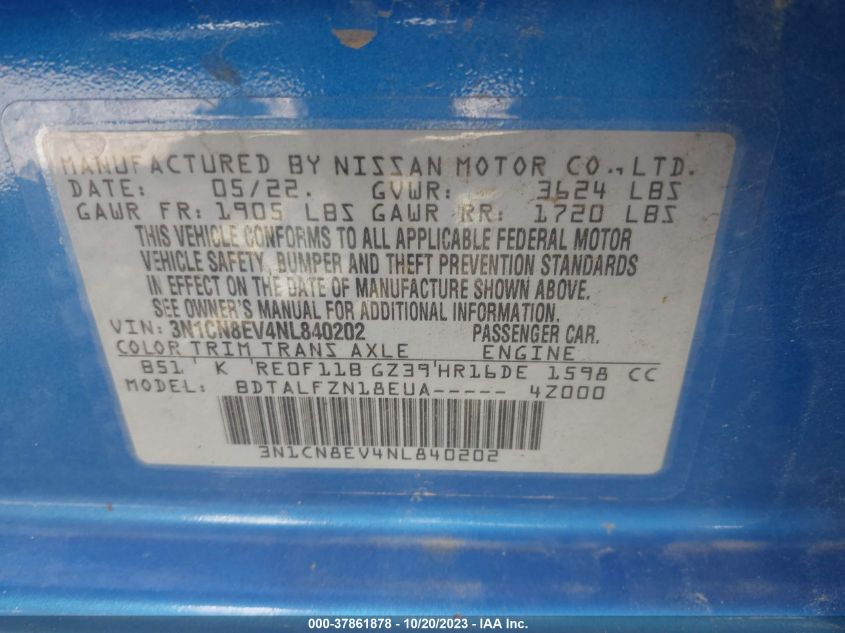 MANUFACTURED BY NISSAN MOTOR CO., LTD.
DATE: 05/22. GVWR: 3624 LBS
GAWR FR: 1905 LBS GAWR RR: 1720 LBS
THIS VEHICLE CONFORMS TO ALL APPLICABLE FEDERAL MOTOR
VEHICLE SAFETY, BUMPER AND THEFT PREVENTION STANDARDS
IN EFFECT ON THE DATE OF MANUFACTURE SHOWN ABOVE.
SEE OWNER'S MANUAL FOR ADDITIONAL INFORMATION.
VIN: 3N1CN8EV4NL840202 PASSENGER CAR.
COLOR TRIM TRANS AXLE ENGINE
B51 K RE0F11B GZ39 HR16DE 1598 CC
MODEL: BDTALFZN18EUA----- 4Z000
3N1CN8EV4NL840202
000-37861878 - 10/20/2023 - IAA Inc.